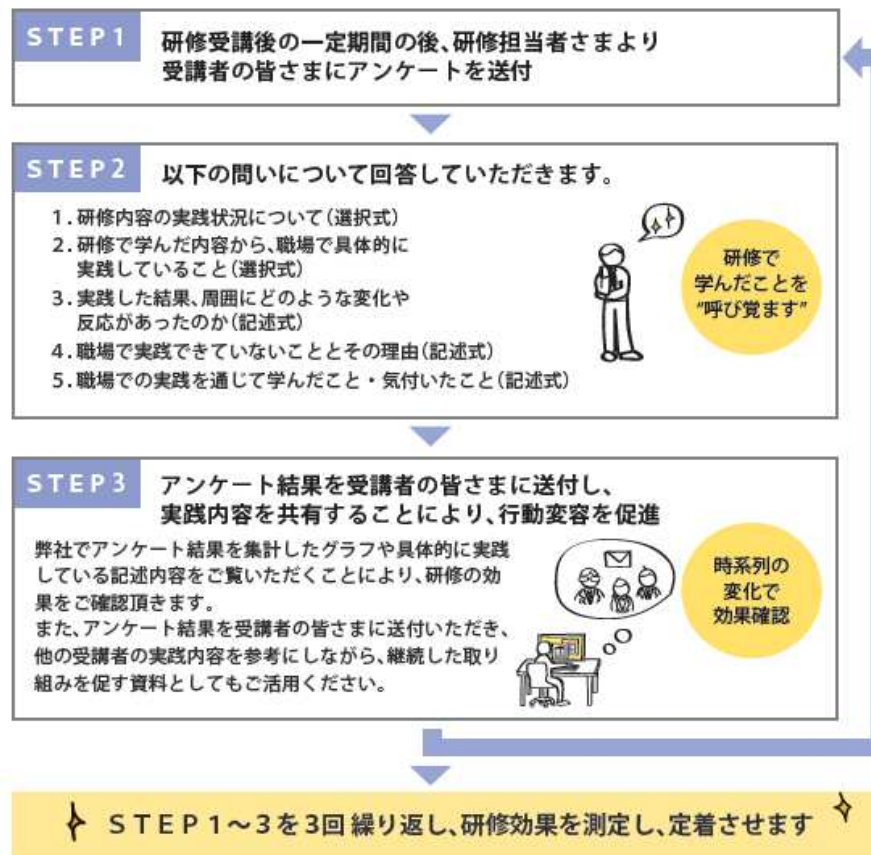 STEP1
研修受講後の一定期間の後、研修担当者さまより
受講者の皆さまにアンケートを送付
STEP2
以下の問いについて回答していただきます。
1.研修内容の実践状況について(選択式)
2.研修で学んだ内容から、職場で具体的に
実践していること(選択式)
3.実践した結果、周囲にどのような変化や
反応があったのか(記述式)
4.職場で実践できていないこととその理由(記述式)
5.職場での実践を通じて学んだこと・気付いたこと(記述式)
研修で
学んだことを
"呼び覚ます"
STEP3
アンケート結果を受講者の皆さまに送付し、
実践内容を共有することにより、行動変容を促進
弊社でアンケート結果を集計したグラフや具体的に実践
している記述内容をご覧いただくことにより、研修の効
果をご確認頂きます。
また、アンケート結果を受講者の皆さまに送付いただき、
他の受講者の実践内容を参考にしながら、継続した取り
組みを促す資料としてもご活用ください。
時系列の
変化で
効果確認
STEP1～3を3回繰り返し、研修効果を測定し、定着させます